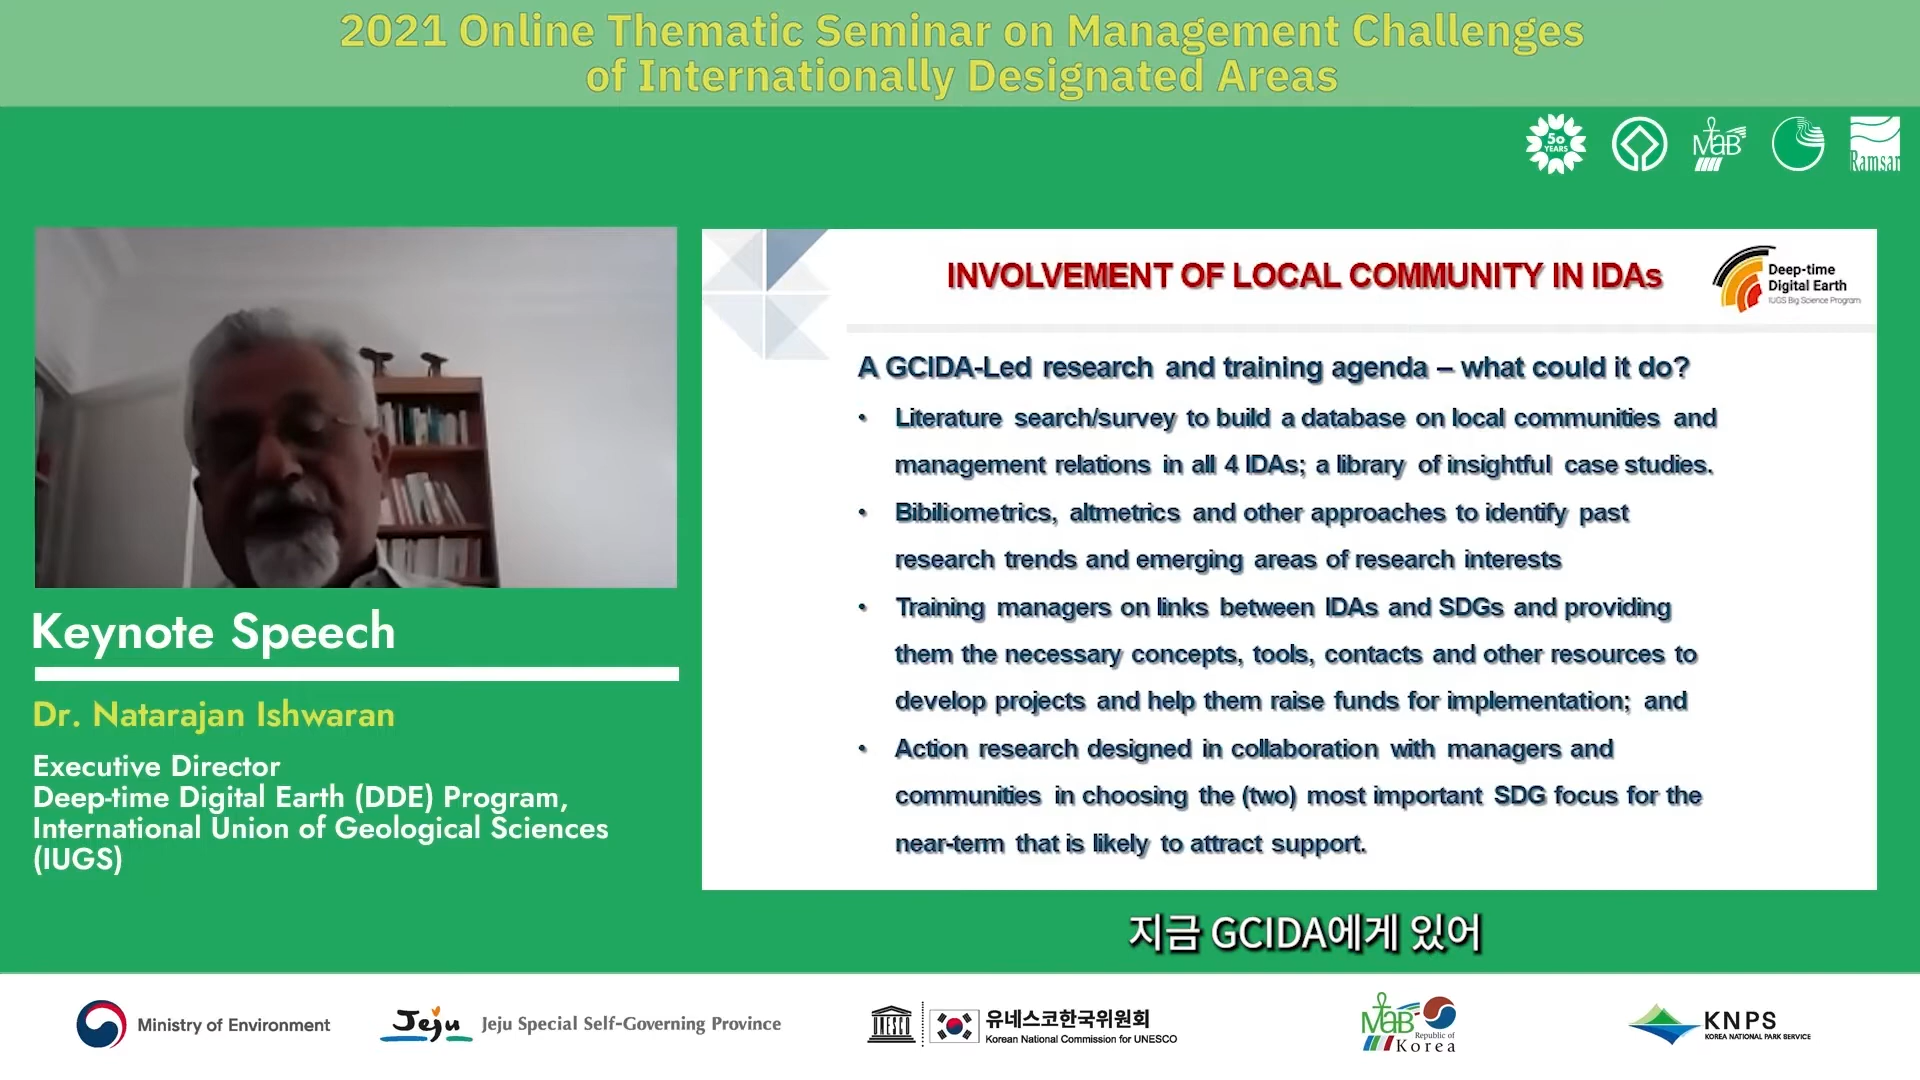 2021 Online Thematic Seminar on Management Challenges
of Internationally Designated Areas
50
YEARS
MaB
Ramsar
INVOLVEMENT OF LOCAL COMMUNITY IN IDAs
Deep-time
Digital Earth
IUGS Big Science Program
A GCIDA-Led research and training agenda – what could it do?
• Literature search/survey to build a database on local communities and
management relations in all 4 IDAs; a library of insightful case studies.
• Bibiliometrics, altmetrics and other approaches to identify past
research trends and emerging areas of research interests
• Training managers on links between IDAs and SDGs and providing
them the necessary concepts, tools, contacts and other resources to
develop projects and help them raise funds for implementation; and
• Action research designed in collaboration with managers and
communities in choosing the (two) most important SDG focus for the
near-term that is likely to attract support.
Keynote Speech
Dr. Natarajan Ishwaran
Executive Director
Deep-time Digital Earth (DDE) Program,
International Union of Geological Sciences
(IUGS)
지금 GCIDA에게 있어
Ministry of Environment
Jeju
Jeju Special Self-Governing Province
UNESCO
유네스코한국위원회
Korean National Commission for UNESCO
MaB
Republic of
Korea
KNPS
KOREA NATIONAL PARK SERVICE